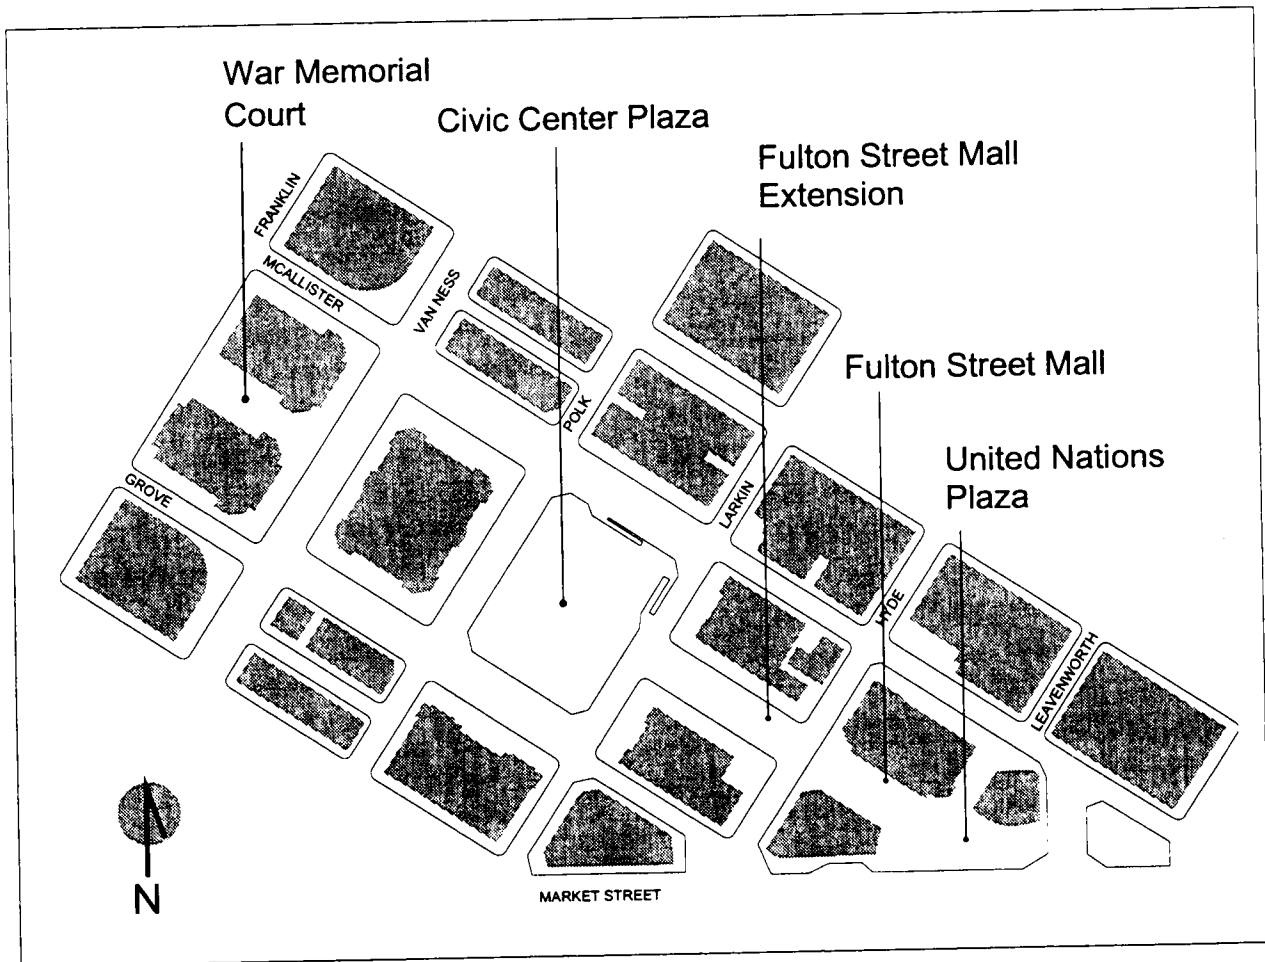 War Memorial
Court
Civic Center Plaza
Fulton Street Mall
Extension
Fulton Street Mall
United Nations
Plaza
FRANKLIN
MCALLISTER
VAN NESS
POLK
GROVE
LARKIN
HYDE
LEAVENWORTH
MARKET STREET
N